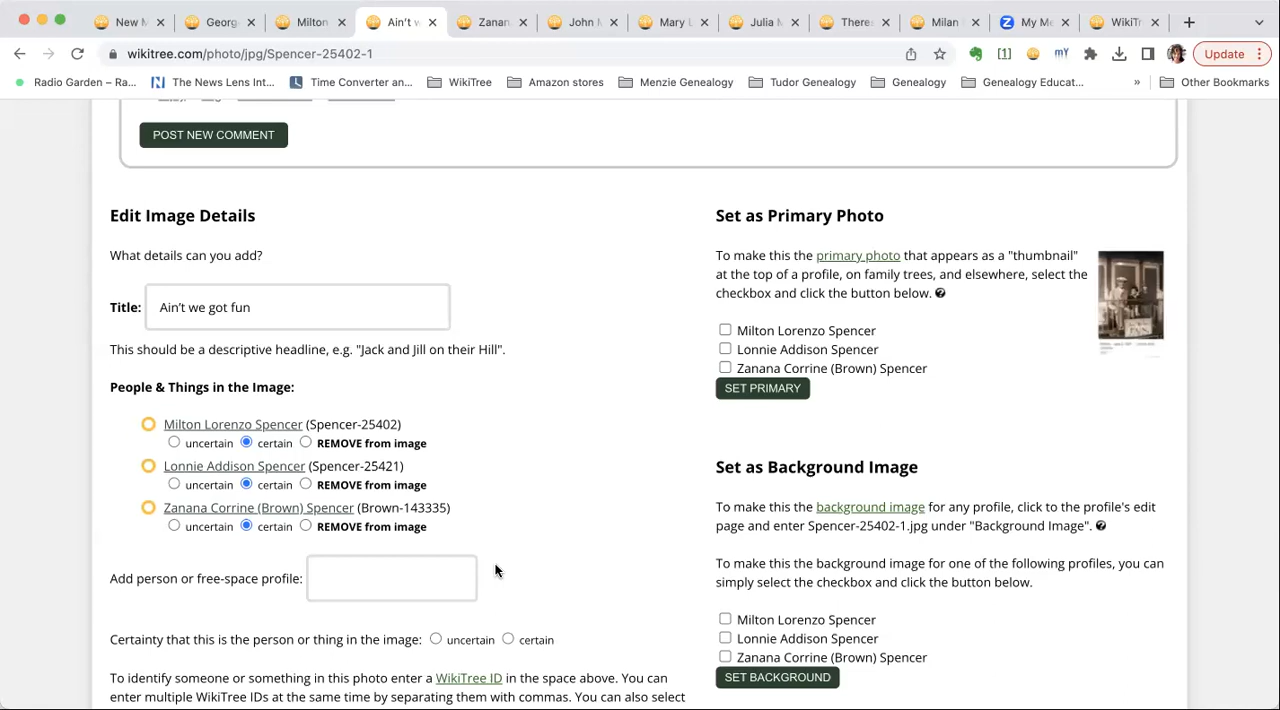 New M
Georg
Milton
Ain't w
Zanan
John M
Mary L
Julia M
Theres
Milan
My Me
WikiTr
wikitree.com/photo/jpg/Spencer-25402-1
[1]
mY
Update
Radio Garden – Ra...
The News Lens Int...
Time Converter an...
WikiTree
Amazon stores
Menzie Genealogy
Tudor Genealogy
Genealogy
Genealogy Educat...
»
Other Bookmarks
POST NEW COMMENT
Edit Image Details
What details can you add?
Title: Ain't we got fun
This should be a descriptive headline, e.g. "Jack and Jill on their Hill".
People & Things in the Image:
Milton Lorenzo Spencer (Spencer-25402)
uncertain certain REMOVE from image
Lonnie Addison Spencer (Spencer-25421)
uncertain certain REMOVE from image
Zanana Corrine (Brown) Spencer (Brown-143335)
uncertain certain REMOVE from image
Add person or free-space profile:
Certainty that this is the person or thing in the image: uncertain certain
To identify someone or something in this photo enter a WikiTree ID in the space above. You can
enter multiple WikiTree IDs at the same time by separating them with commas. You can also select
Set as Primary Photo
To make this the primary photo that appears as a "thumbnail"
at the top of a profile, on family trees, and elsewhere, select the
checkbox and click the button below.
Milton Lorenzo Spencer
Lonnie Addison Spencer
Zanana Corrine (Brown) Spencer
SET PRIMARY
Set as Background Image
To make this the background image for any profile, click to the profile's edit
page and enter Spencer-25402-1.jpg under "Background Image".
To make this the background image for one of the following profiles, you can
simply select the checkbox and click the button below.
Milton Lorenzo Spencer
Lonnie Addison Spencer
Zanana Corrine (Brown) Spencer
SET BACKGROUND